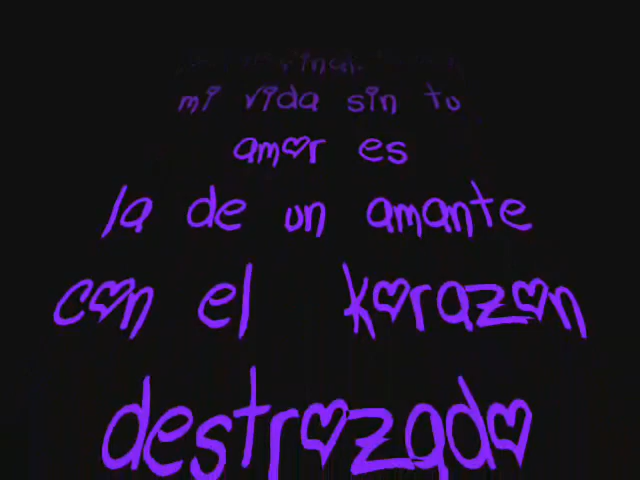 mi vida sin tu
amor es
la de un amante
con el korazon
destrozado